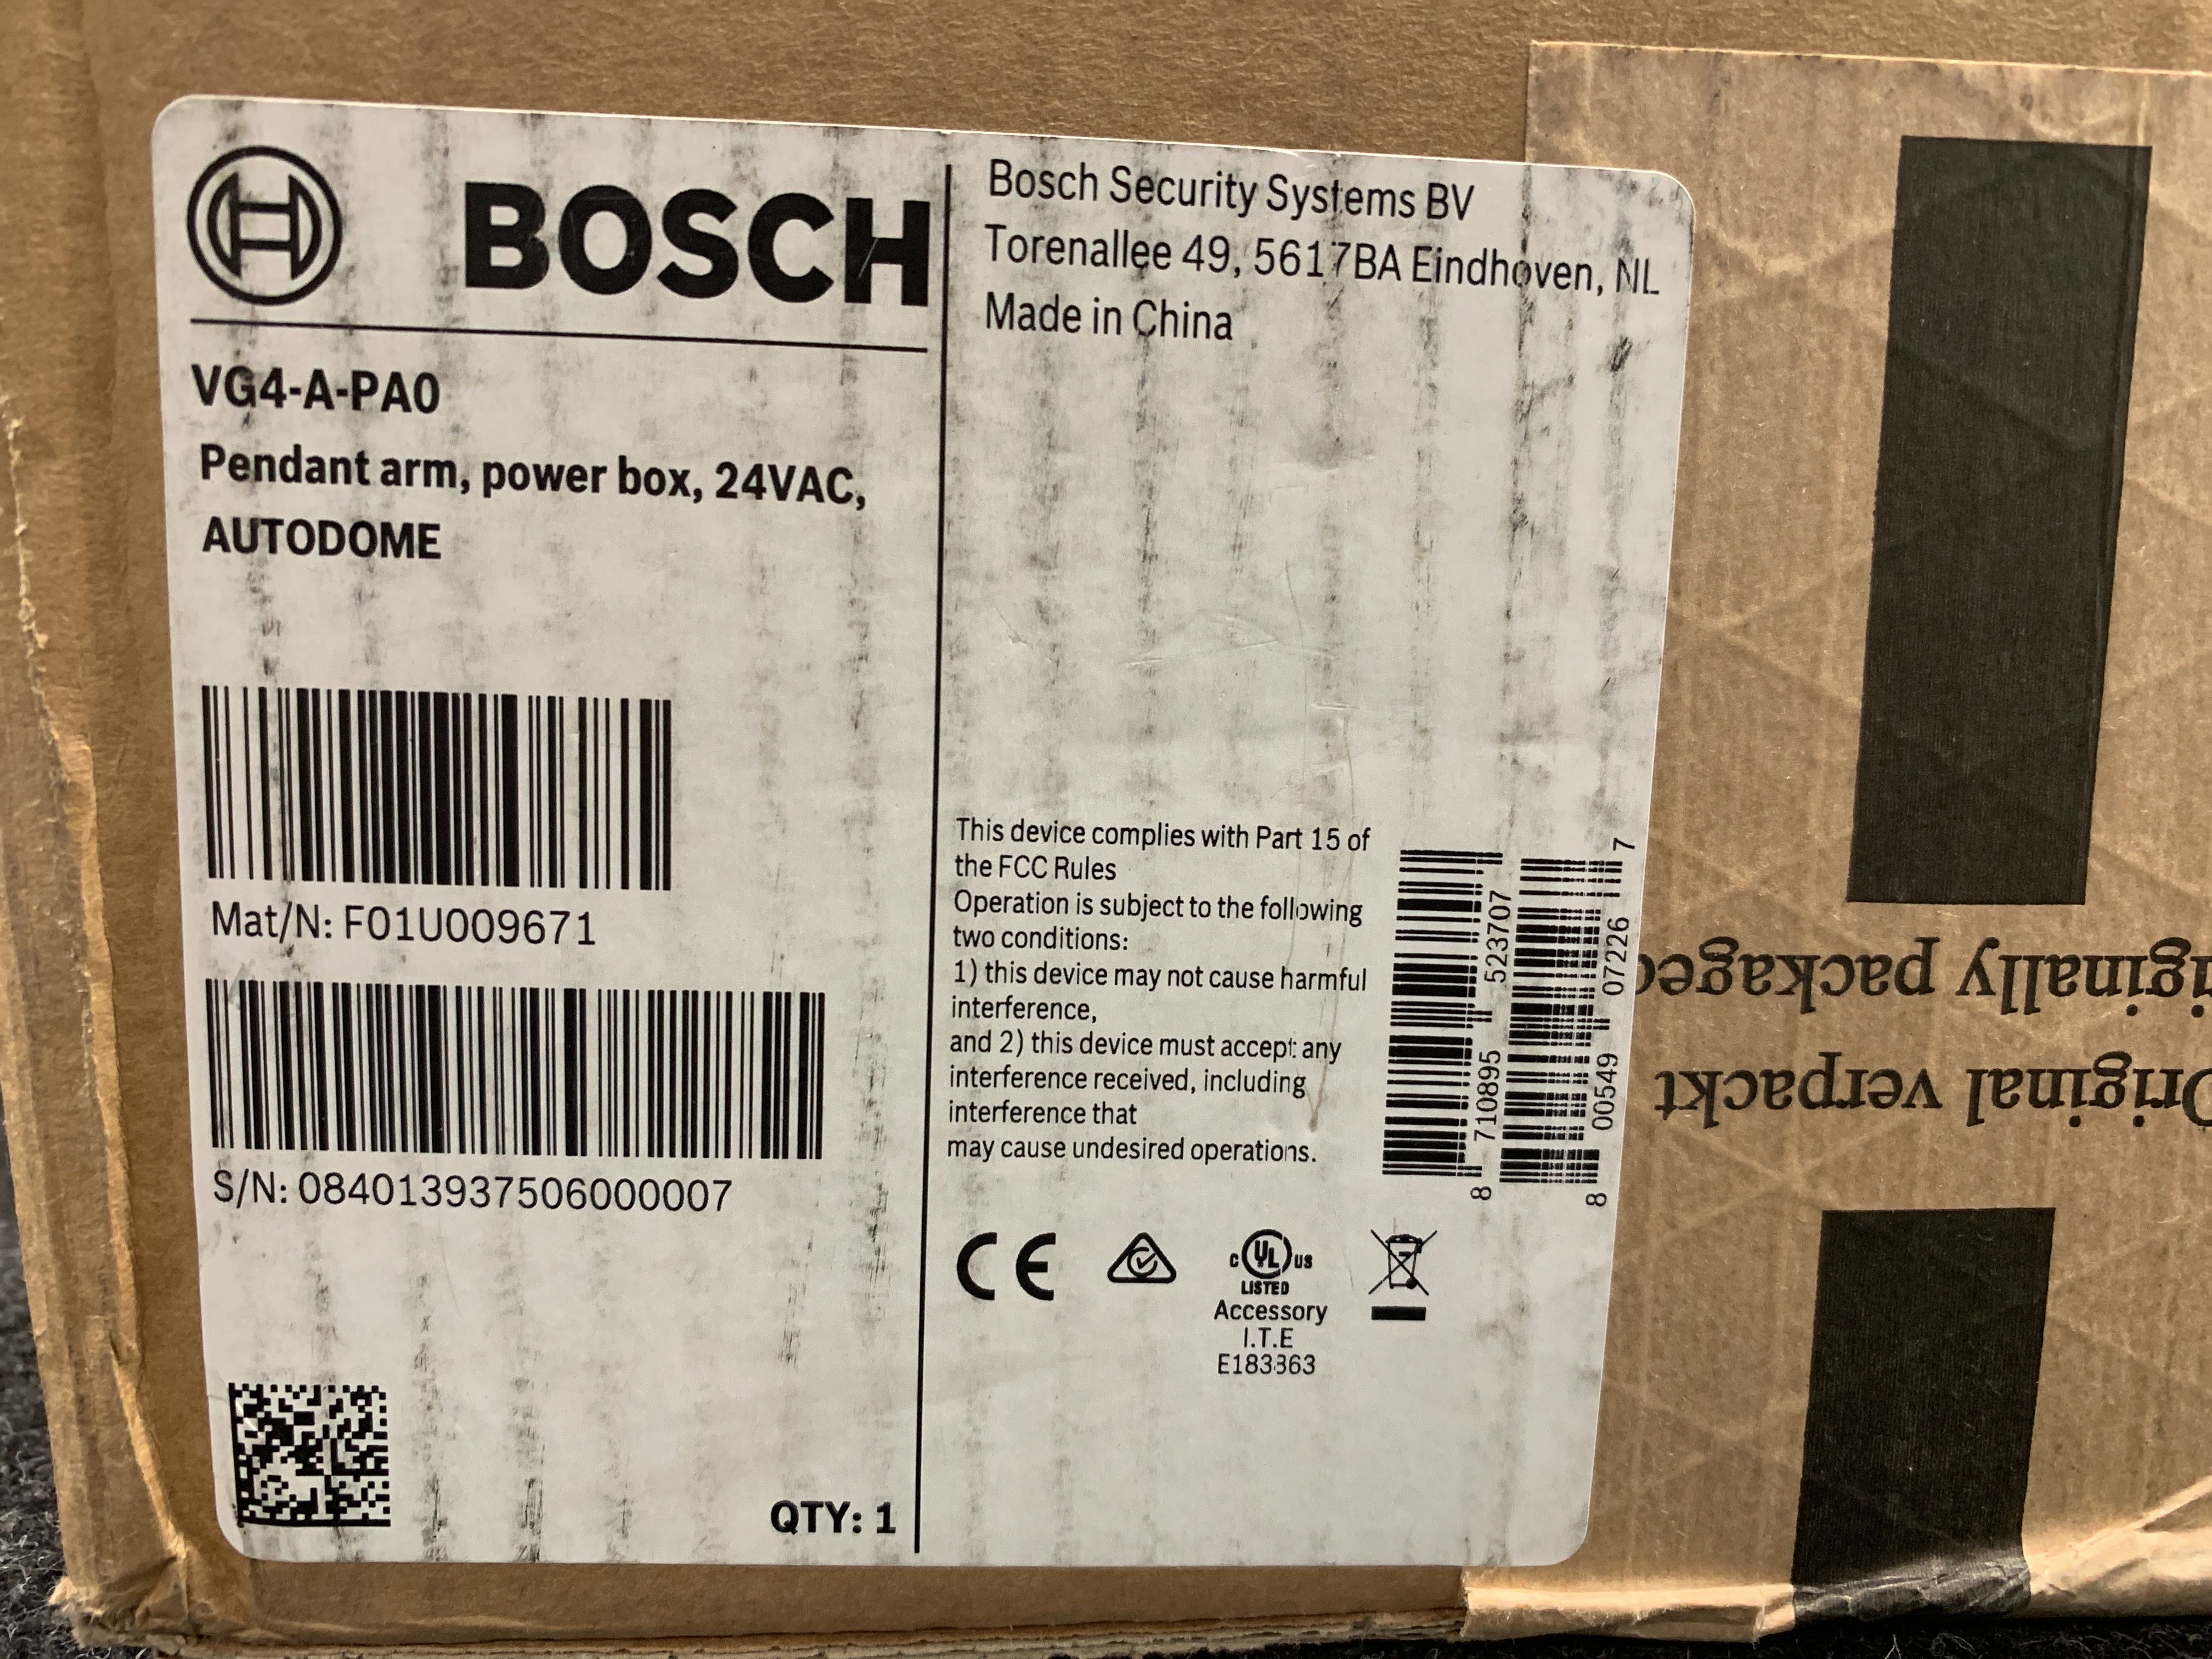 BOSCH
VG4-A-PA0
Pendant arm, power box, 24VAC,
AUTODOME
Mat/N: F01U009671
S/N: 084013937506000007
QTY: 1
Bosch Security Systems BV
Torenallee 49, 5617BA Eindhoven, NL
Made in China
This device complies with Part 15 of
the FCC Rules
Operation is subject to the following
two conditions:
1) this device may not cause harmful
interference,
and 2) this device must accept any
interference received, including
interference that
may cause undesired operations.
8 710895 523707
8 00549 07226 7
CE
c UL us
LISTED
Accessory
I.T.E
E183363
Original verpackt
iginally package